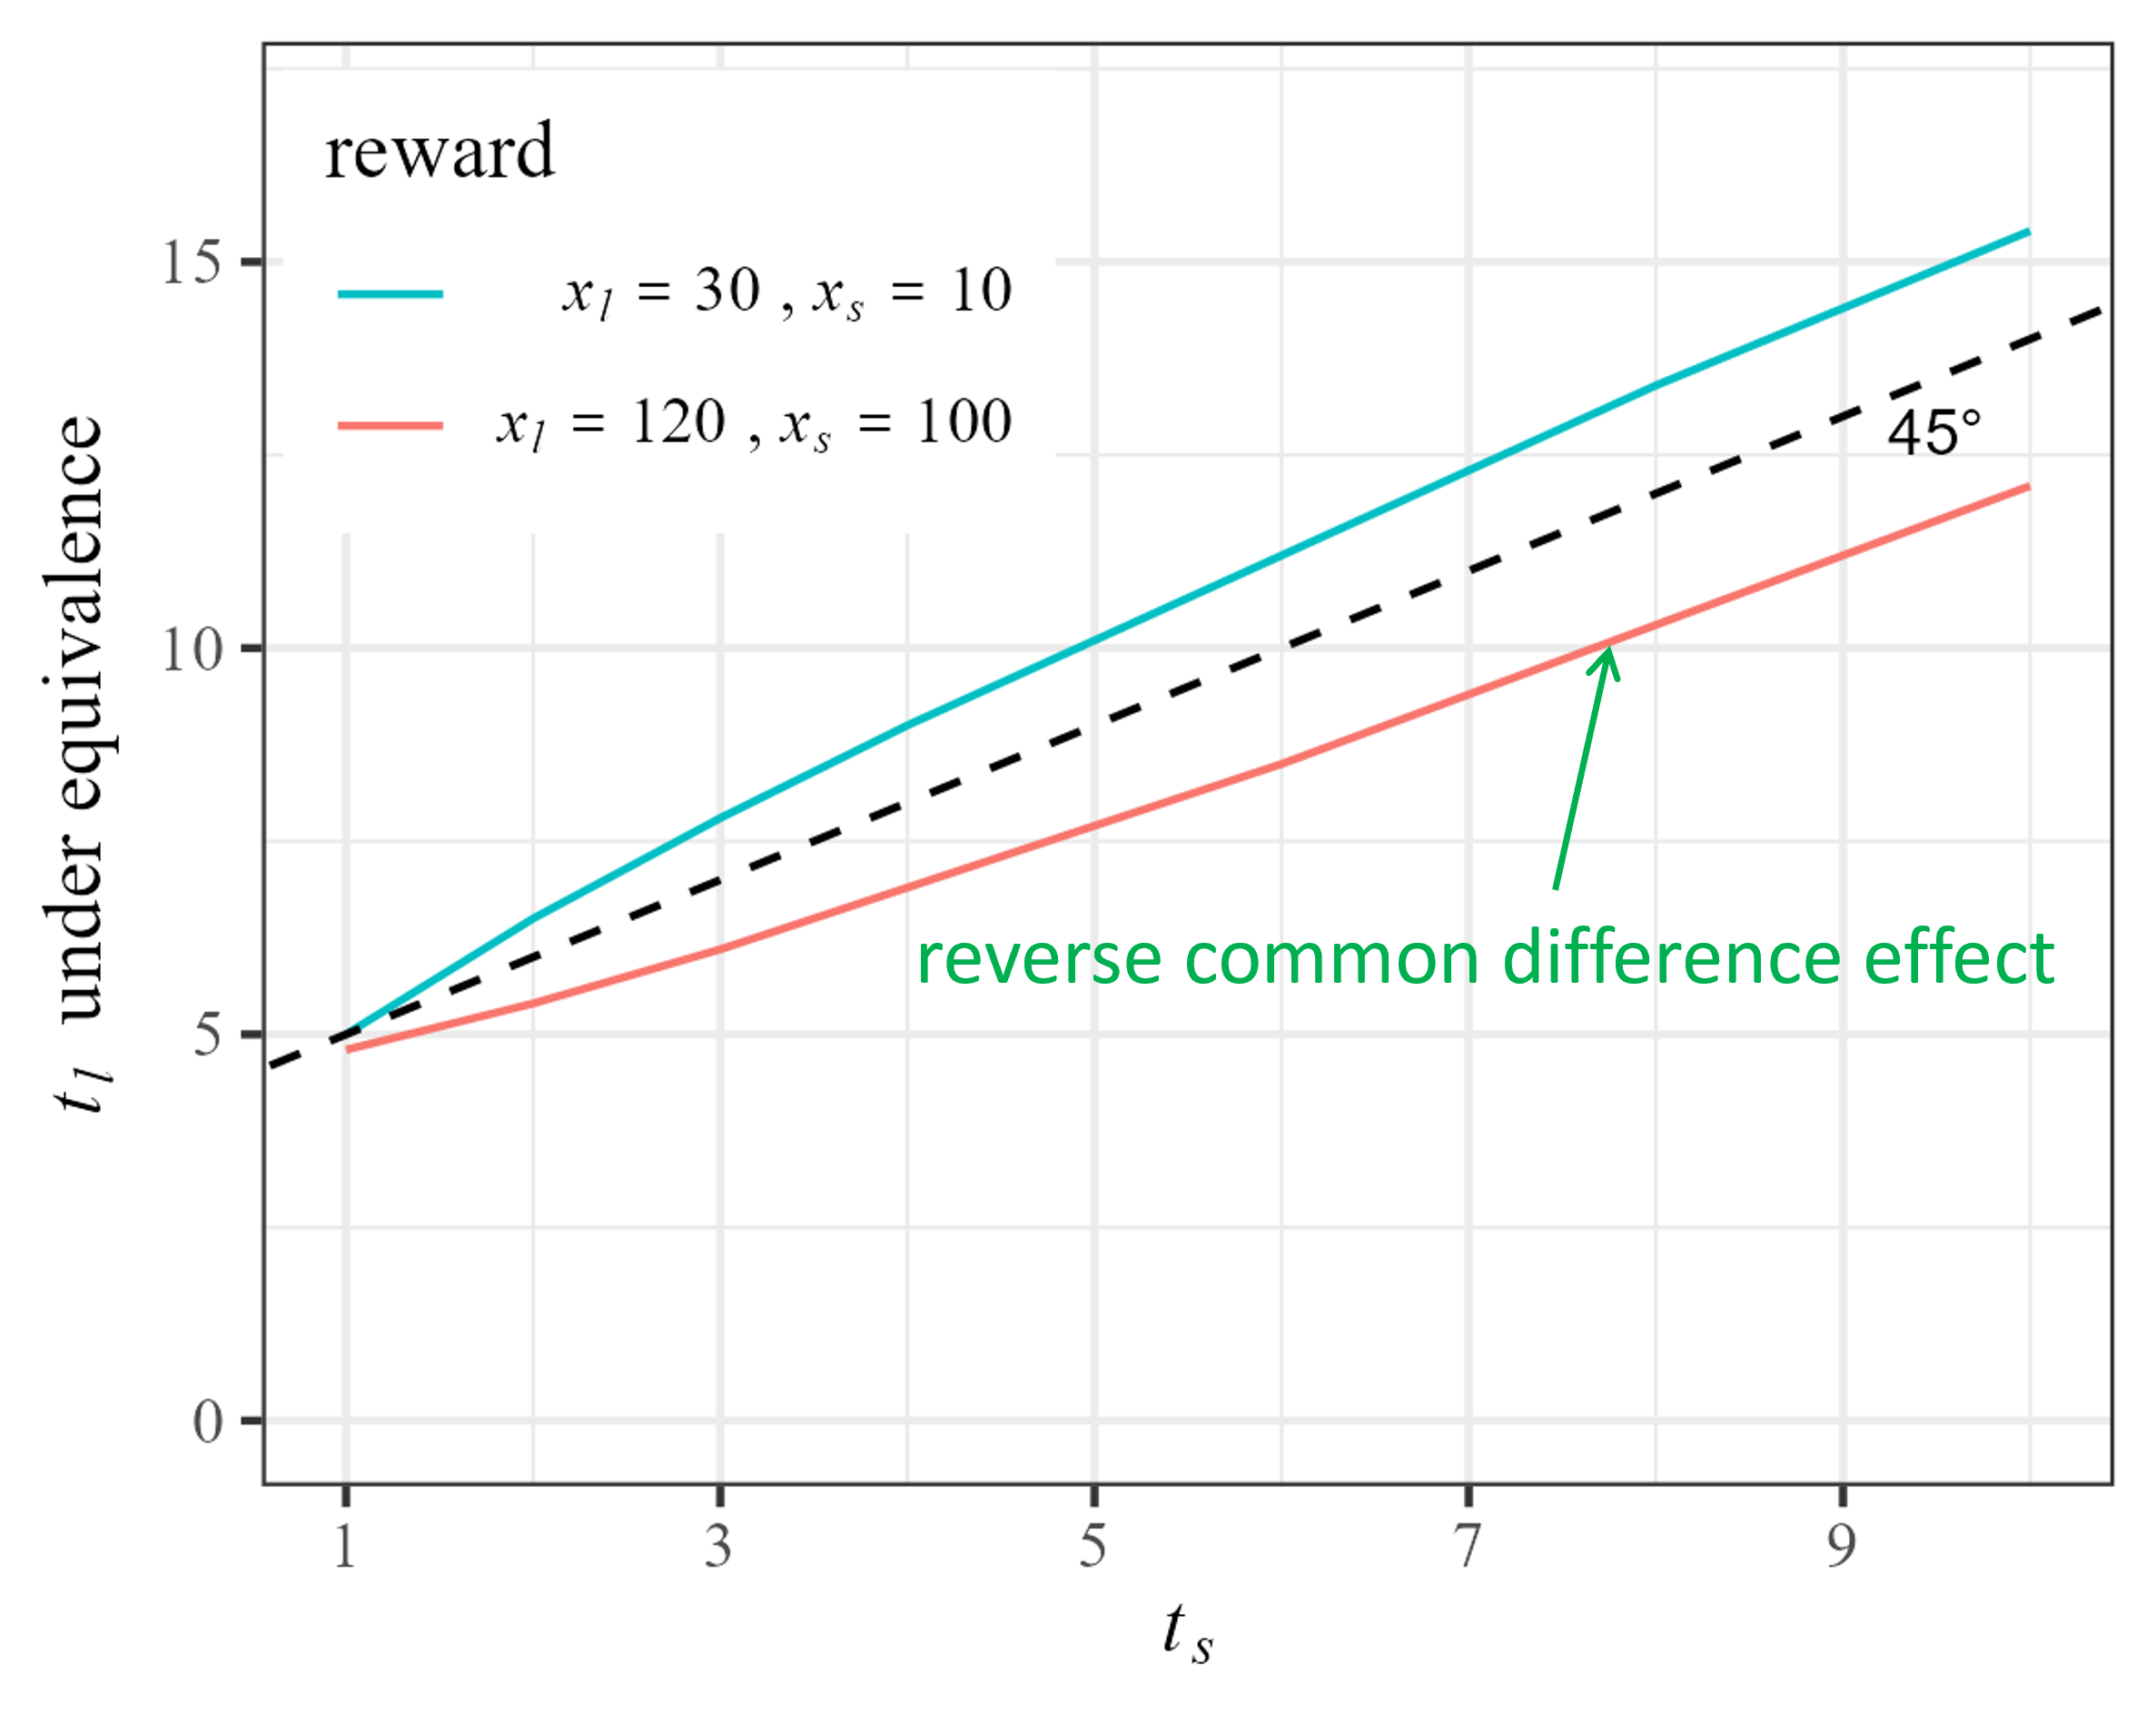 reward
x_l = 30 , x_s = 10
x_l = 120 , x_s = 100
t_l under equivalence
15
10
5
0
45°
reverse common difference effect
1 3 5 7 9
t_s